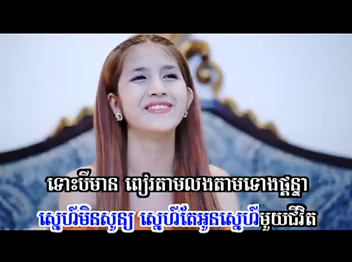 ទោះបីមាន ពៀរតាមលងតាមទោងផ្ដន្ទា
ស្នេហ៍មិនសូន្យ ស្នេហ៍តែអូនស្នេហ៍មួយជីវិត